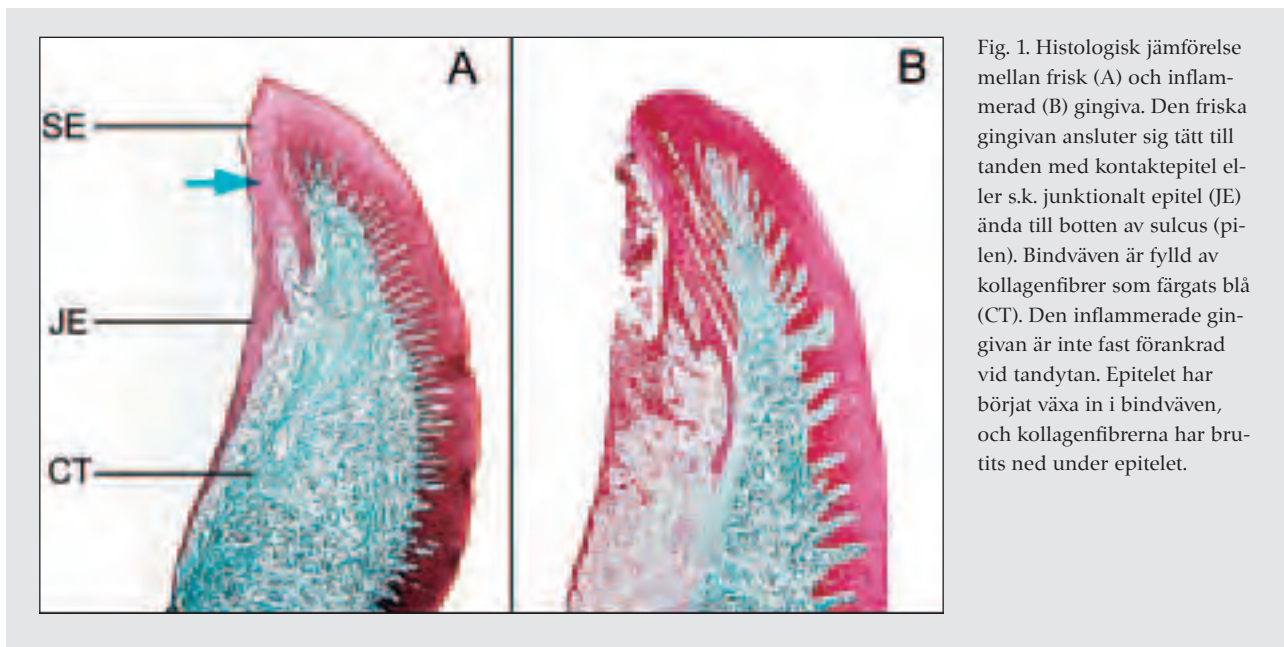 A
B
SE
JE
CT
Fig. 1. Histologisk jämförelse
mellan frisk (A) och inflam-
merad (B) gingiva. Den friska
gingivan ansluter sig tätt till
tanden med kontaktepitel el-
ler s.k. junktionalt epitel (JE)
ända till botten av sulcus (pi-
len). Bindväven är fylld av
kollagenfibrer som färgats blå
(CT). Den inflammerade gin-
givan är inte fast förankrad
vid tandytan. Epitelet har
börjat växa in i bindväven,
och kollagenfibrerna har bru-
tits ned under epitelet.